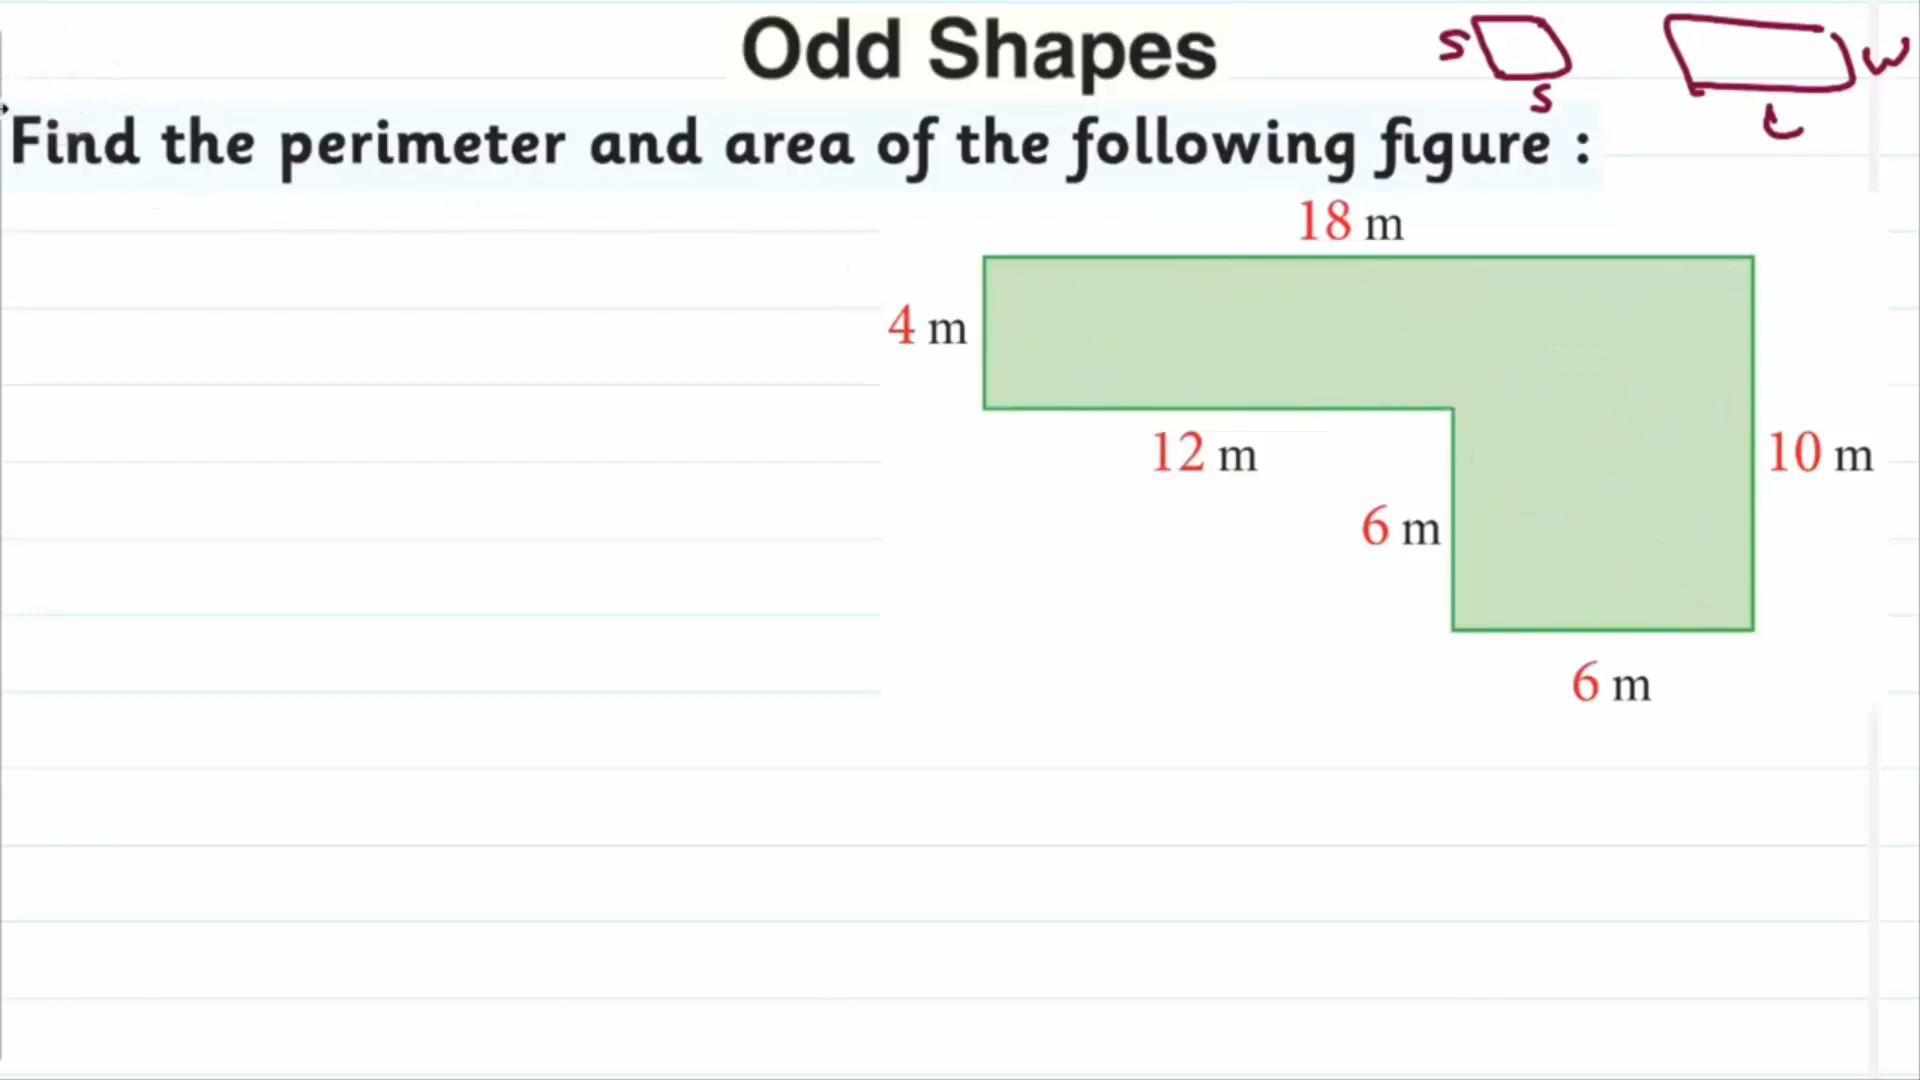 Odd Shapes
s
s
W
L
Find the perimeter and area of the following figure :
18 m
4 m
12 m
10 m
6 m
6 m